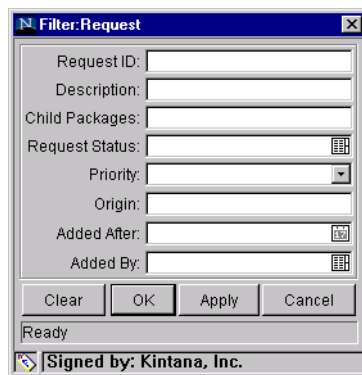 Filter:Request
Request ID:
Description:
Child Packages:
Request Status:
Priority:
Origin:
Added After:
17
Added By:
Clear OK Apply Cancel
Ready
Signed by: Kintana, Inc.